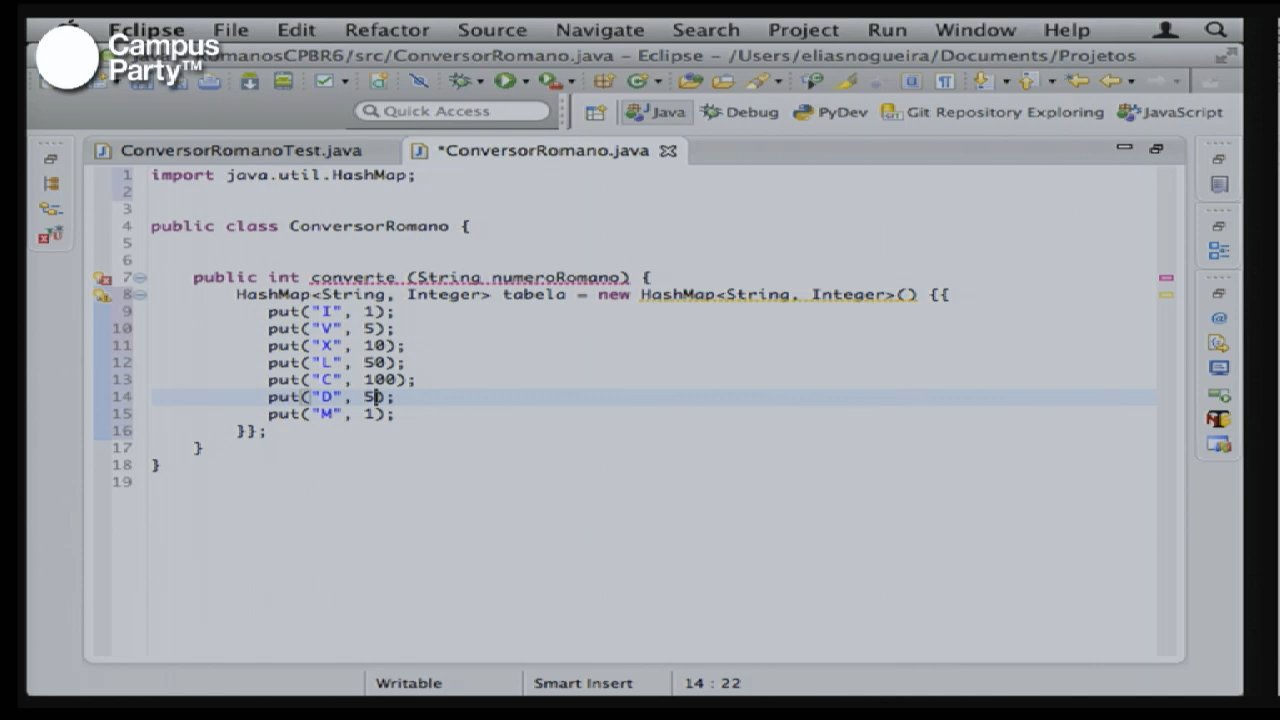 Eclipse File Edit Refactor Source Navigate Search Project Run Window Help
Campus
Party™
omanosCPBR6/src/ConversorRomano.java – Eclipse – /Users/eliasnogueira/Documents/Projetos
Quick Access
Java
Debug
PyDev
Git Repository Exploring
JavaScript
ConversorRomanoTest.java
*ConversorRomano.java
1 import java.util.HashMap;
2
3
4 public class ConversorRomano {
5
6
7 public int converte (String numeroRomano) {
8 HashMap<String, Integer> tabela = new HashMap<String, Integer>() {{
9 put("I", 1);
10 put("V", 5);
11 put("X", 10);
12 put("L", 50);
13 put("C", 100);
14 put("D", 5);
15 put("M", 1);
16 }};
17 }
18 }
19
Writable
Smart Insert
14 : 22